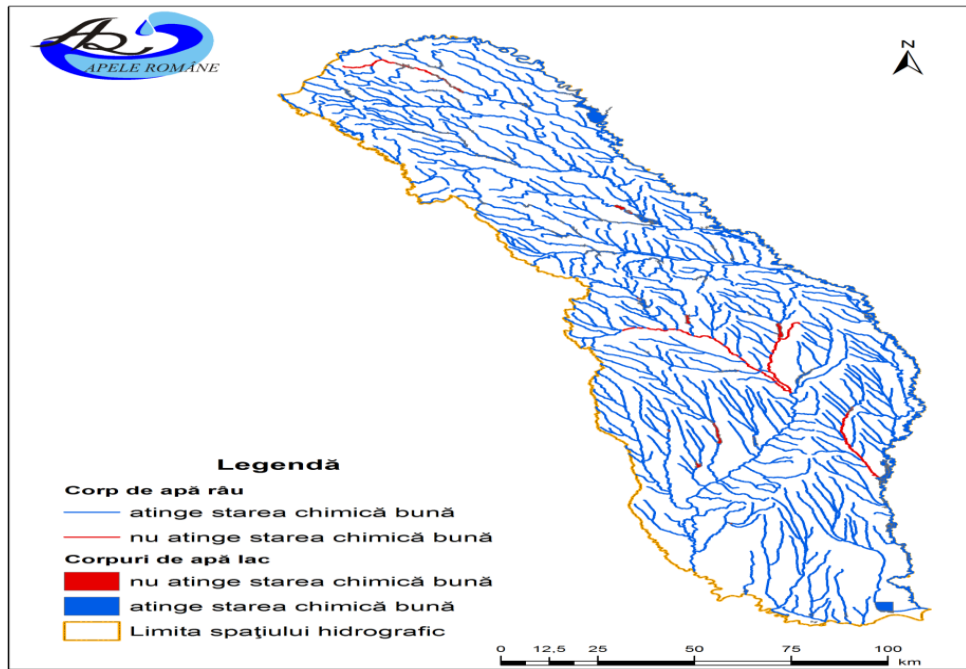 APELE ROMÂNE
N
Legendă
Corp de apă râu
atinge starea chimică bună
nu atinge starea chimică bună
Corpuri de apă lac
nu atinge starea chimică bună
atinge starea chimică bună
Limita spaţiului hidrografic
0 12.5 25 50 75 100
km